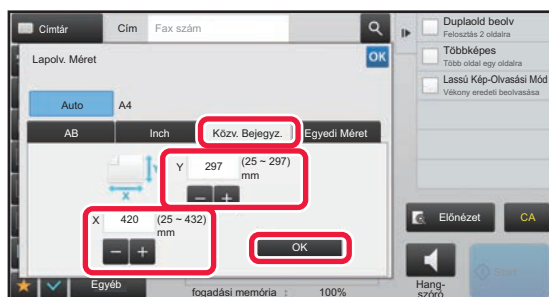 Címtár
Cím
Fax szám
Lapolv. Méret
OK
Auto
A4
AB
Inch
Közv. Bejegyz.
Egyedi Méret
Y
Y 297 (25 ~ 297)
mm
X
X 420 (25 ~ 432)
mm
OK
Egyéb
fogadási memória : 100%
Duplaold beolv
Felosztás 2 oldalra
Többképes
Több oldal egy oldalra
Lassú Kép-Olvasási Mód
Vékony eredeti beolvasása
Előnézet
CA
Hang-
szóró
Start